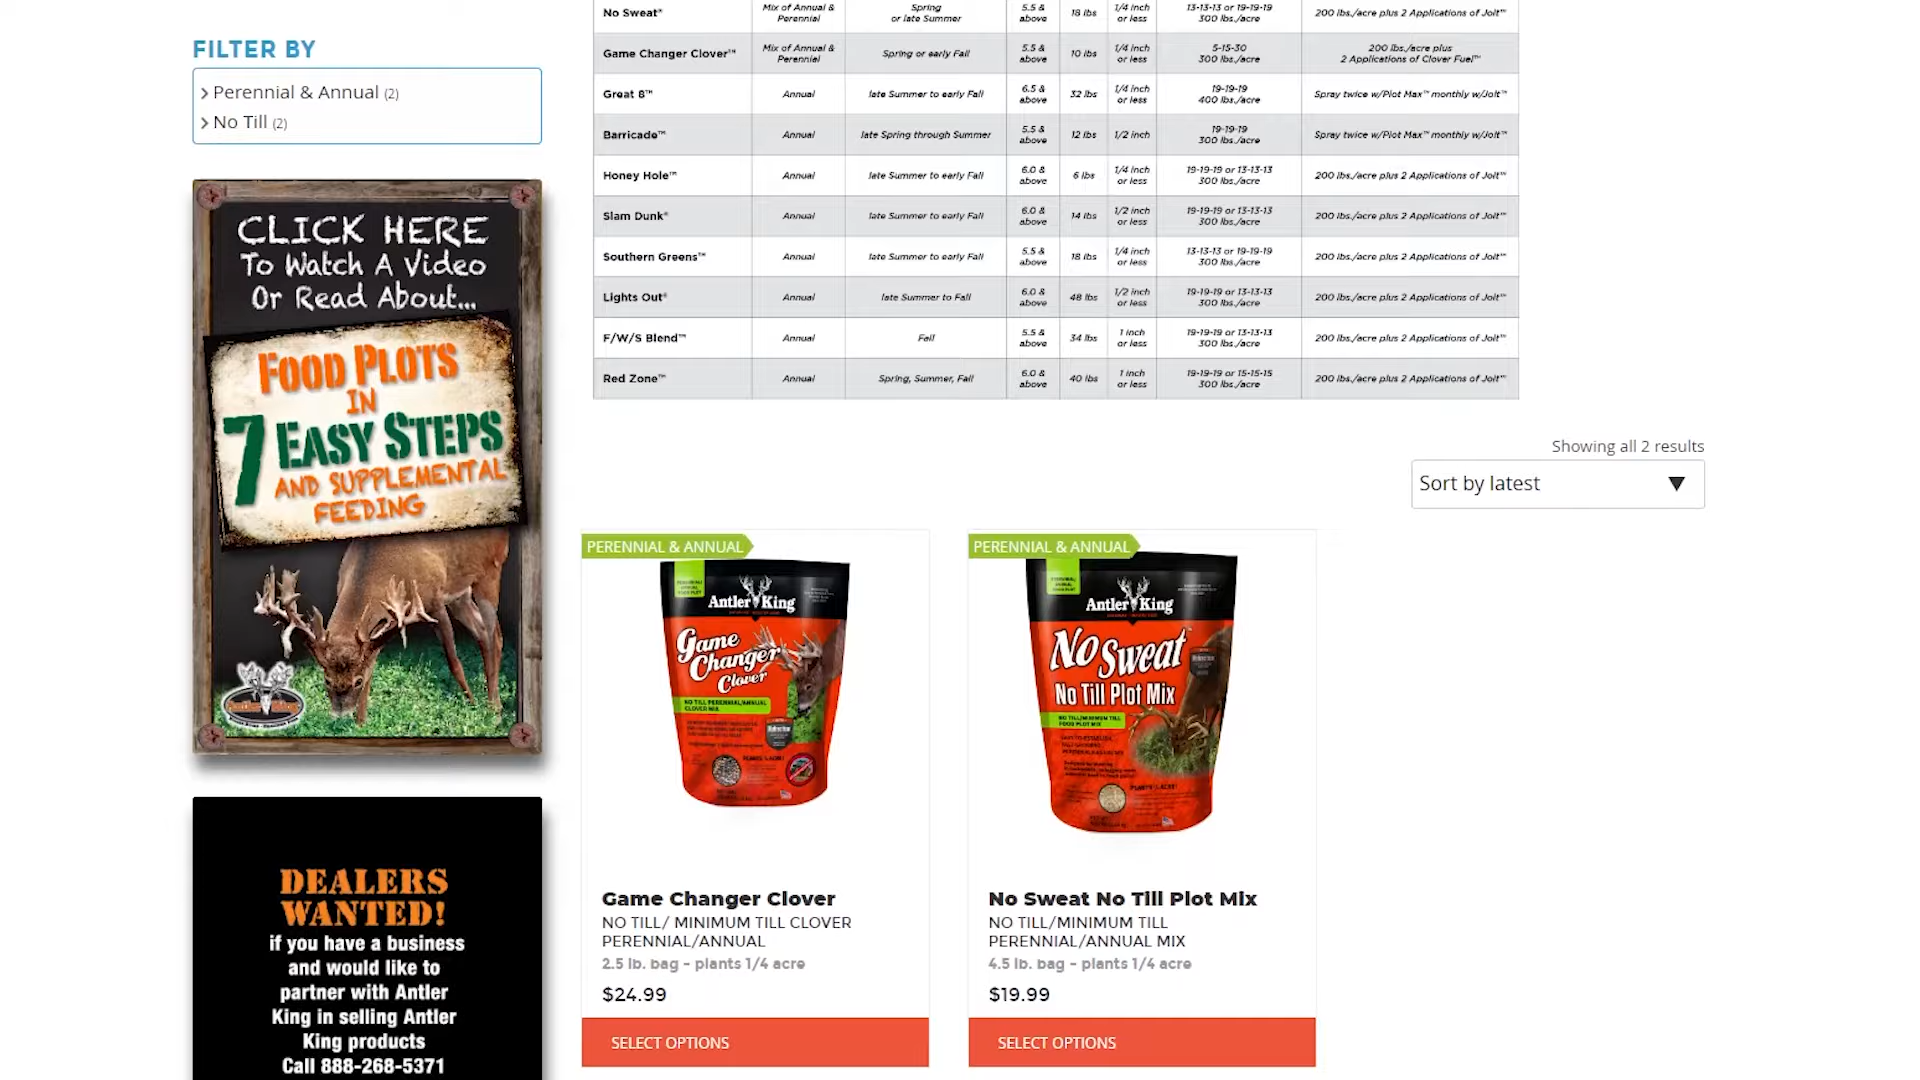 FILTER BY
Perennial & Annual (2)
No Till (2)
CLICK HERE
To Watch A Video
Or Read About...
FOOD PLOTS
IN
7 EASY STEPS
AND SUPPLEMENTAL
FEEDING
DEALERS
WANTED!
if you have a business
and would like to
partner with Antler
King in selling Antler
King products
Call 888-268-5371
No Sweat® Mix of Annual & Perennial Spring or late Summer 5.5 & above 18 lbs 1/4 inch or less 13-13-13 or 19-19-19 300 lbs./acre 200 lbs./acre plus 2 Applications of Jolt™
Game Changer Clover™ Mix of Annual & Perennial Spring or early Fall 5.5 & above 10 lbs 1/4 inch or less 5-15-30 300 lbs./acre 200 lbs./acre plus 2 Applications of Clover Fuel™
Great 8™ Annual late Summer to early Fall 6.5 & above 32 lbs 1/4 inch or less 19-19-19 400 lbs./acre Spray twice w/Plot Max™ monthly w/Jolt™
Barricade™ Annual late Spring through Summer 5.5 & above 12 lbs 1/2 inch 19-19-19 300 lbs./acre Spray twice w/Plot Max™ monthly w/Jolt™
Honey Hole™ Annual late Summer to early Fall 6.0 & above 6 lbs 1/4 inch or less 19-19-19 or 13-13-13 300 lbs./acre 200 lbs./acre plus 2 Applications of Jolt™
Slam Dunk® Annual late Summer to early Fall 6.0 & above 14 lbs 1/2 inch or less 19-19-19 or 13-13-13 300 lbs./acre 200 lbs./acre plus 2 Applications of Jolt™
Southern Greens™ Annual late Summer to early Fall 5.5 & above 18 lbs 1/4 inch or less 13-13-13 or 19-19-19 300 lbs./acre 200 lbs./acre plus 2 Applications of Jolt™
Lights Out® Annual late Summer to Fall 6.0 & above 48 lbs 1/2 inch or less 19-19-19 or 13-13-13 300 lbs./acre 200 lbs./acre plus 2 Applications of Jolt™
F/W/S Blend™ Annual Fall 5.5 & above 34 lbs 1 inch or less 19-19-19 or 13-13-13 300 lbs./acre 200 lbs./acre plus 2 Applications of Jolt™
Red Zone™ Annual Spring, Summer, Fall 6.0 & above 40 lbs 1 inch or less 19-19-19 or 15-15-15 300 lbs./acre 200 lbs./acre plus 2 Applications of Jolt™
Showing all 2 results
Sort by latest
PERENNIAL & ANNUAL
Antler King
Game
Changer
Clover
NO TILL PERENNIAL/ANNUAL
CLOVER MIX
Game Changer Clover
NO TILL/ MINIMUM TILL CLOVER
PERENNIAL/ANNUAL
2.5 lb. bag - plants 1/4 acre
$24.99
SELECT OPTIONS
PERENNIAL & ANNUAL
Antler King
No Sweat
No Till Plot Mix
NO TILL/MINIMUM TILL
FOOD PLOT MIX
No Sweat No Till Plot Mix
NO TILL/MINIMUM TILL
PERENNIAL/ANNUAL MIX
4.5 lb. bag - plants 1/4 acre
$19.99
SELECT OPTIONS